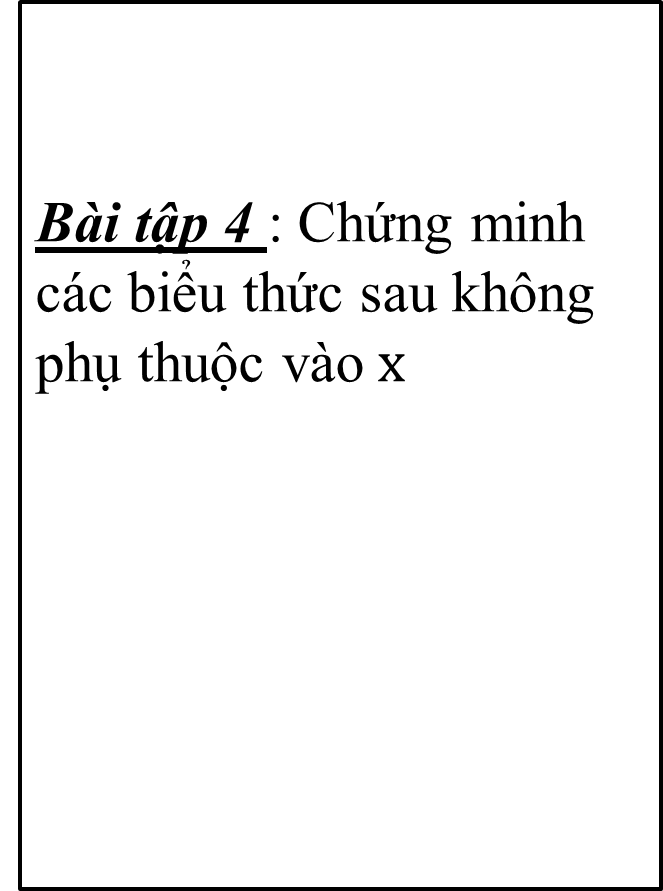 Bài tập 4 : Chứng minh
các biểu thức sau không
phụ thuộc vào x